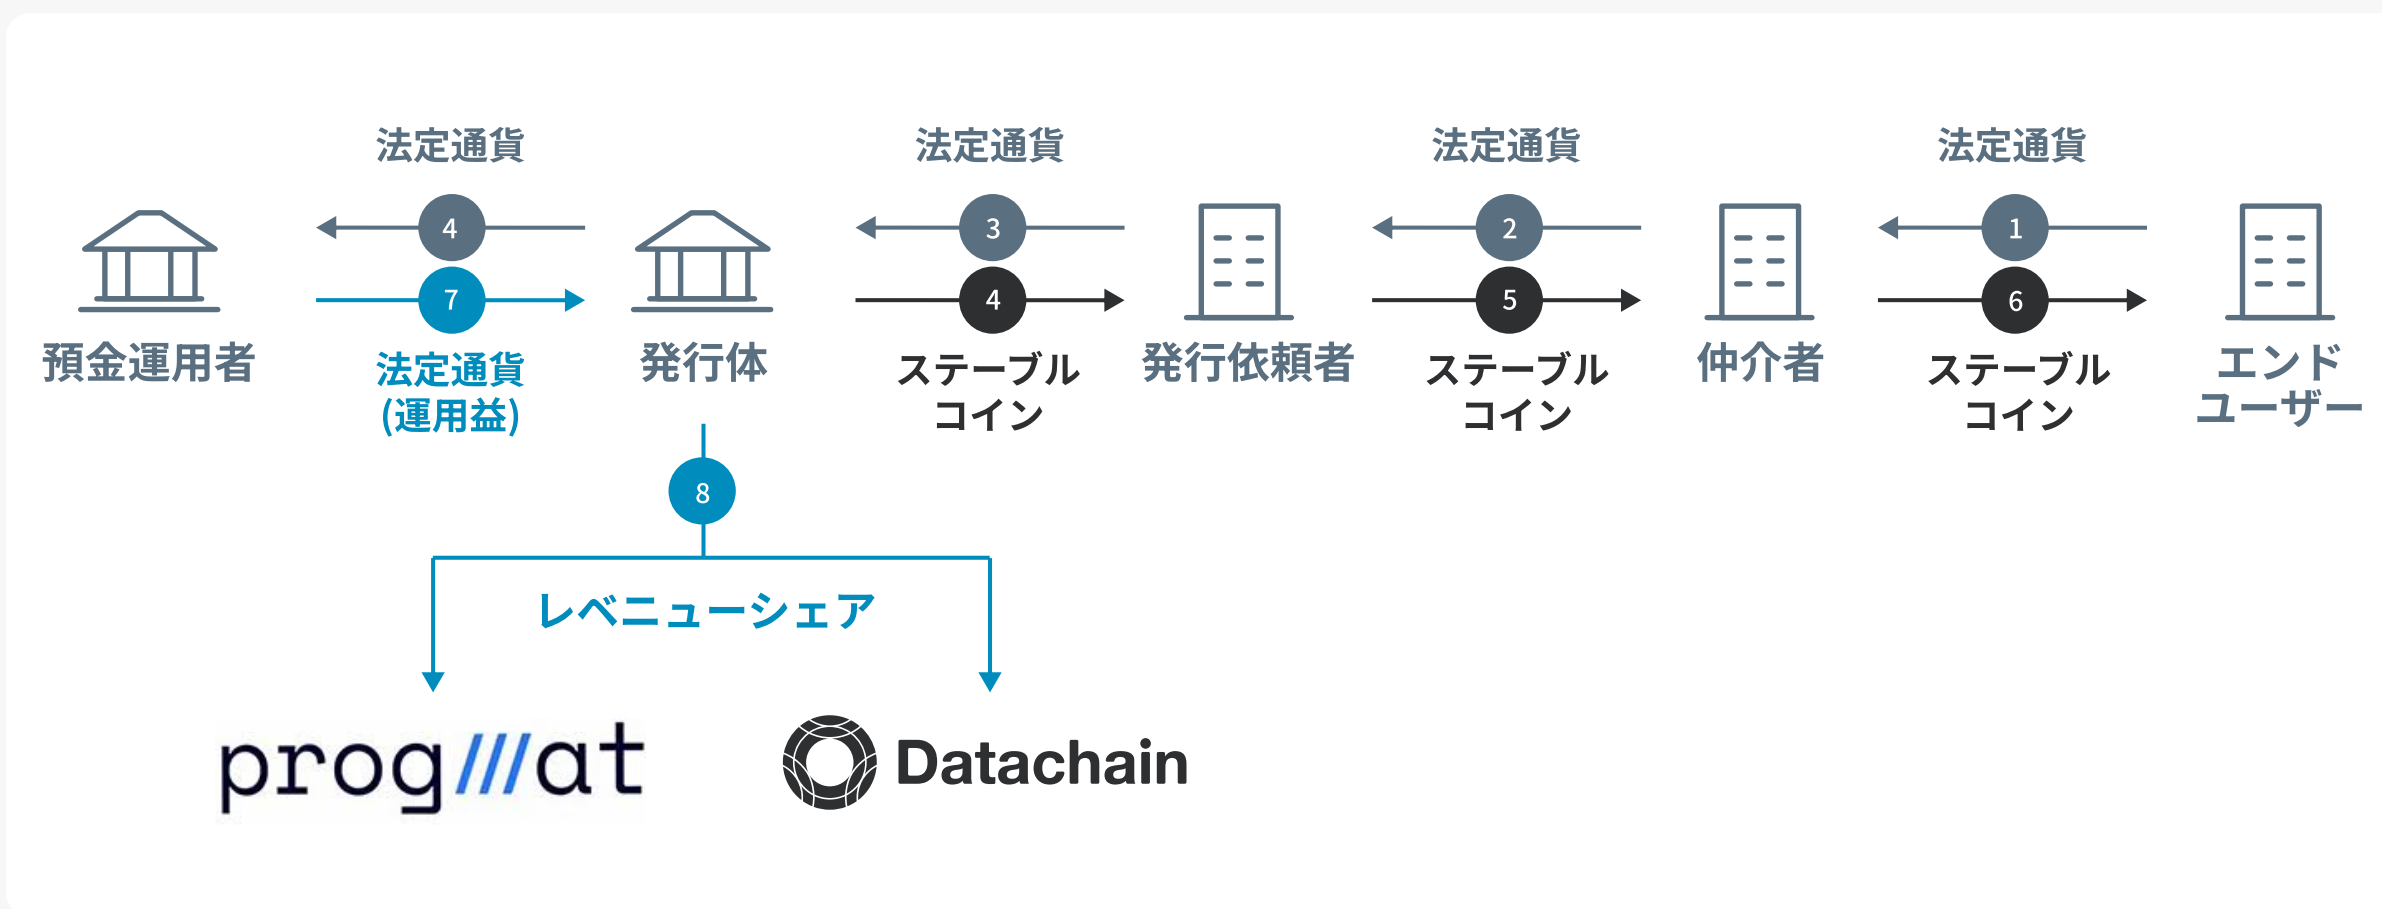 法定通貨
法定通貨
法定通貨
法定通貨
4
3
2
1
7
4
5
6
預金運用者
法定通貨
(運用益)
発行体
ステーブル
コイン
発行依頼者
ステーブル
コイン
仲介者
ステーブル
コイン
エンド
ユーザー
8
レベニューシェア
prog///at
Datachain